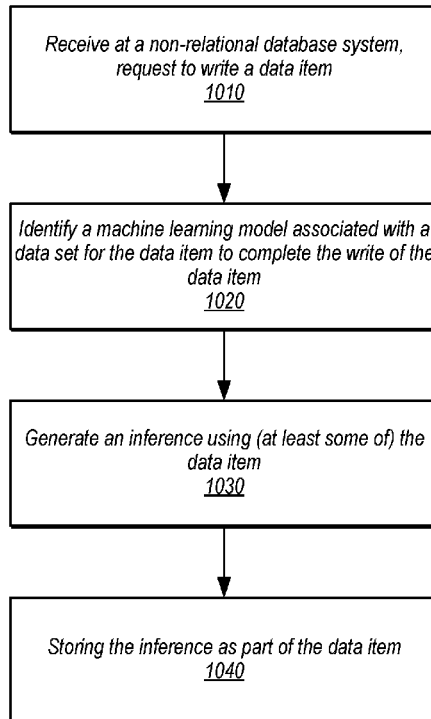 Receive at a non-relational database system,
request to write a data item
1010
Identify a machine learning model associated with a
data set for the data item to complete the write of the
data item
1020
Generate an inference using (at least some of) the
data item
1030
Storing the inference as part of the data item
1040